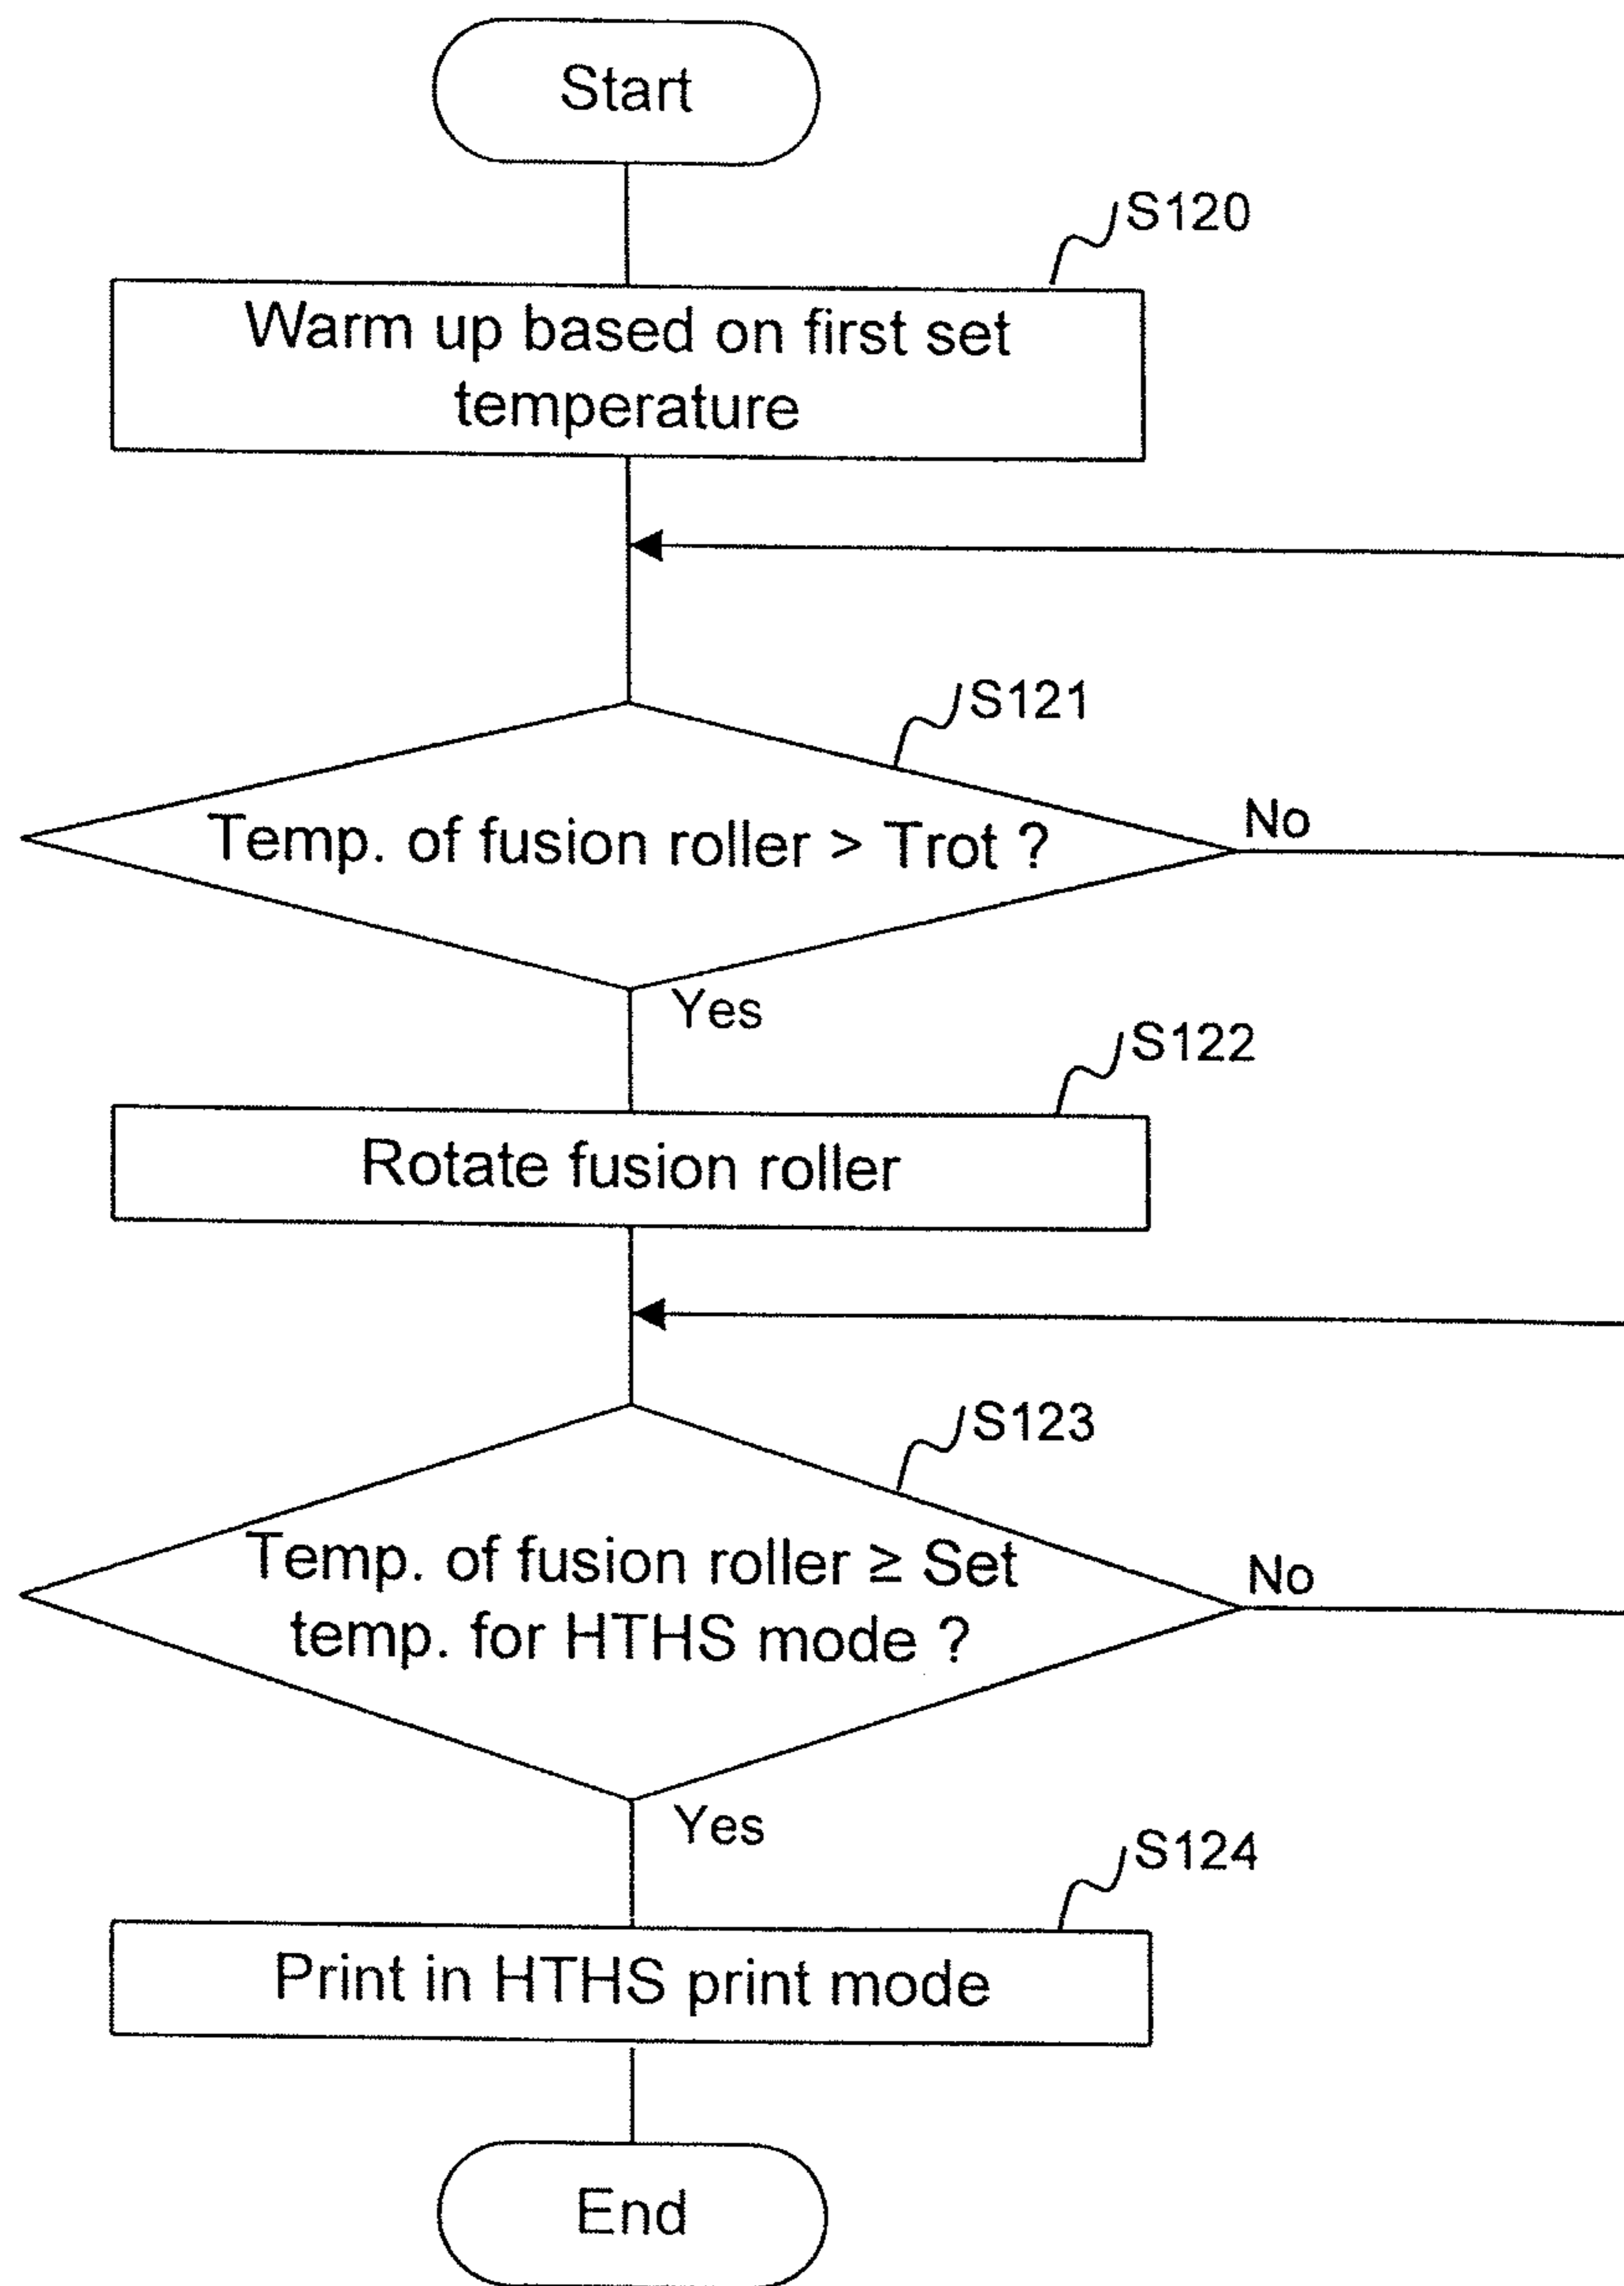 Start
S120
Warm up based on first set
temperature
S121
Temp. of fusion roller > Trot ?
No
Yes
S122
Rotate fusion roller
S123
Temp. of fusion roller ≥ Set
temp. for HTHS mode ?
No
Yes
S124
Print in HTHS print mode
End